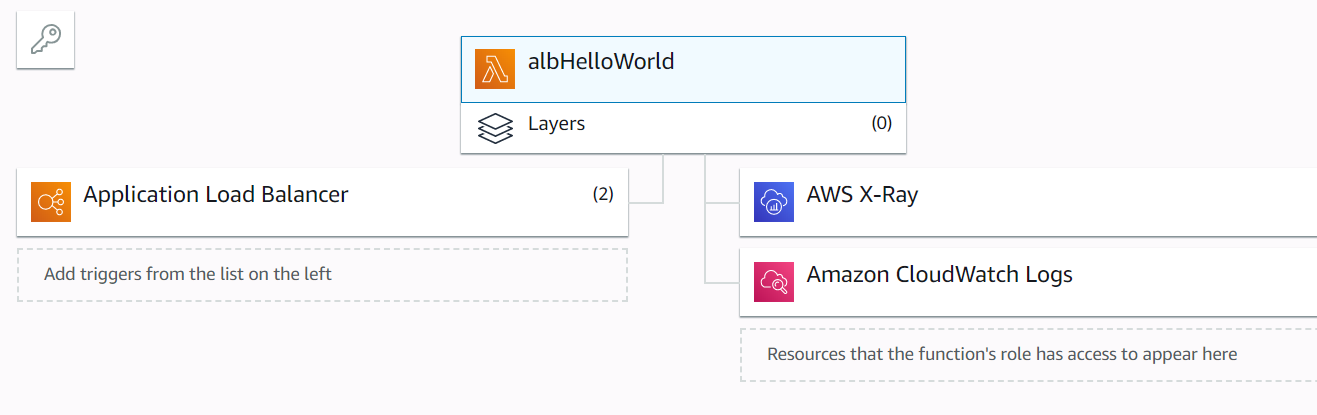 albHelloWorld
Layers (0)
Application Load Balancer (2)
Add triggers from the list on the left
AWS X-Ray
Amazon CloudWatch Logs
Resources that the function's role has access to appear here